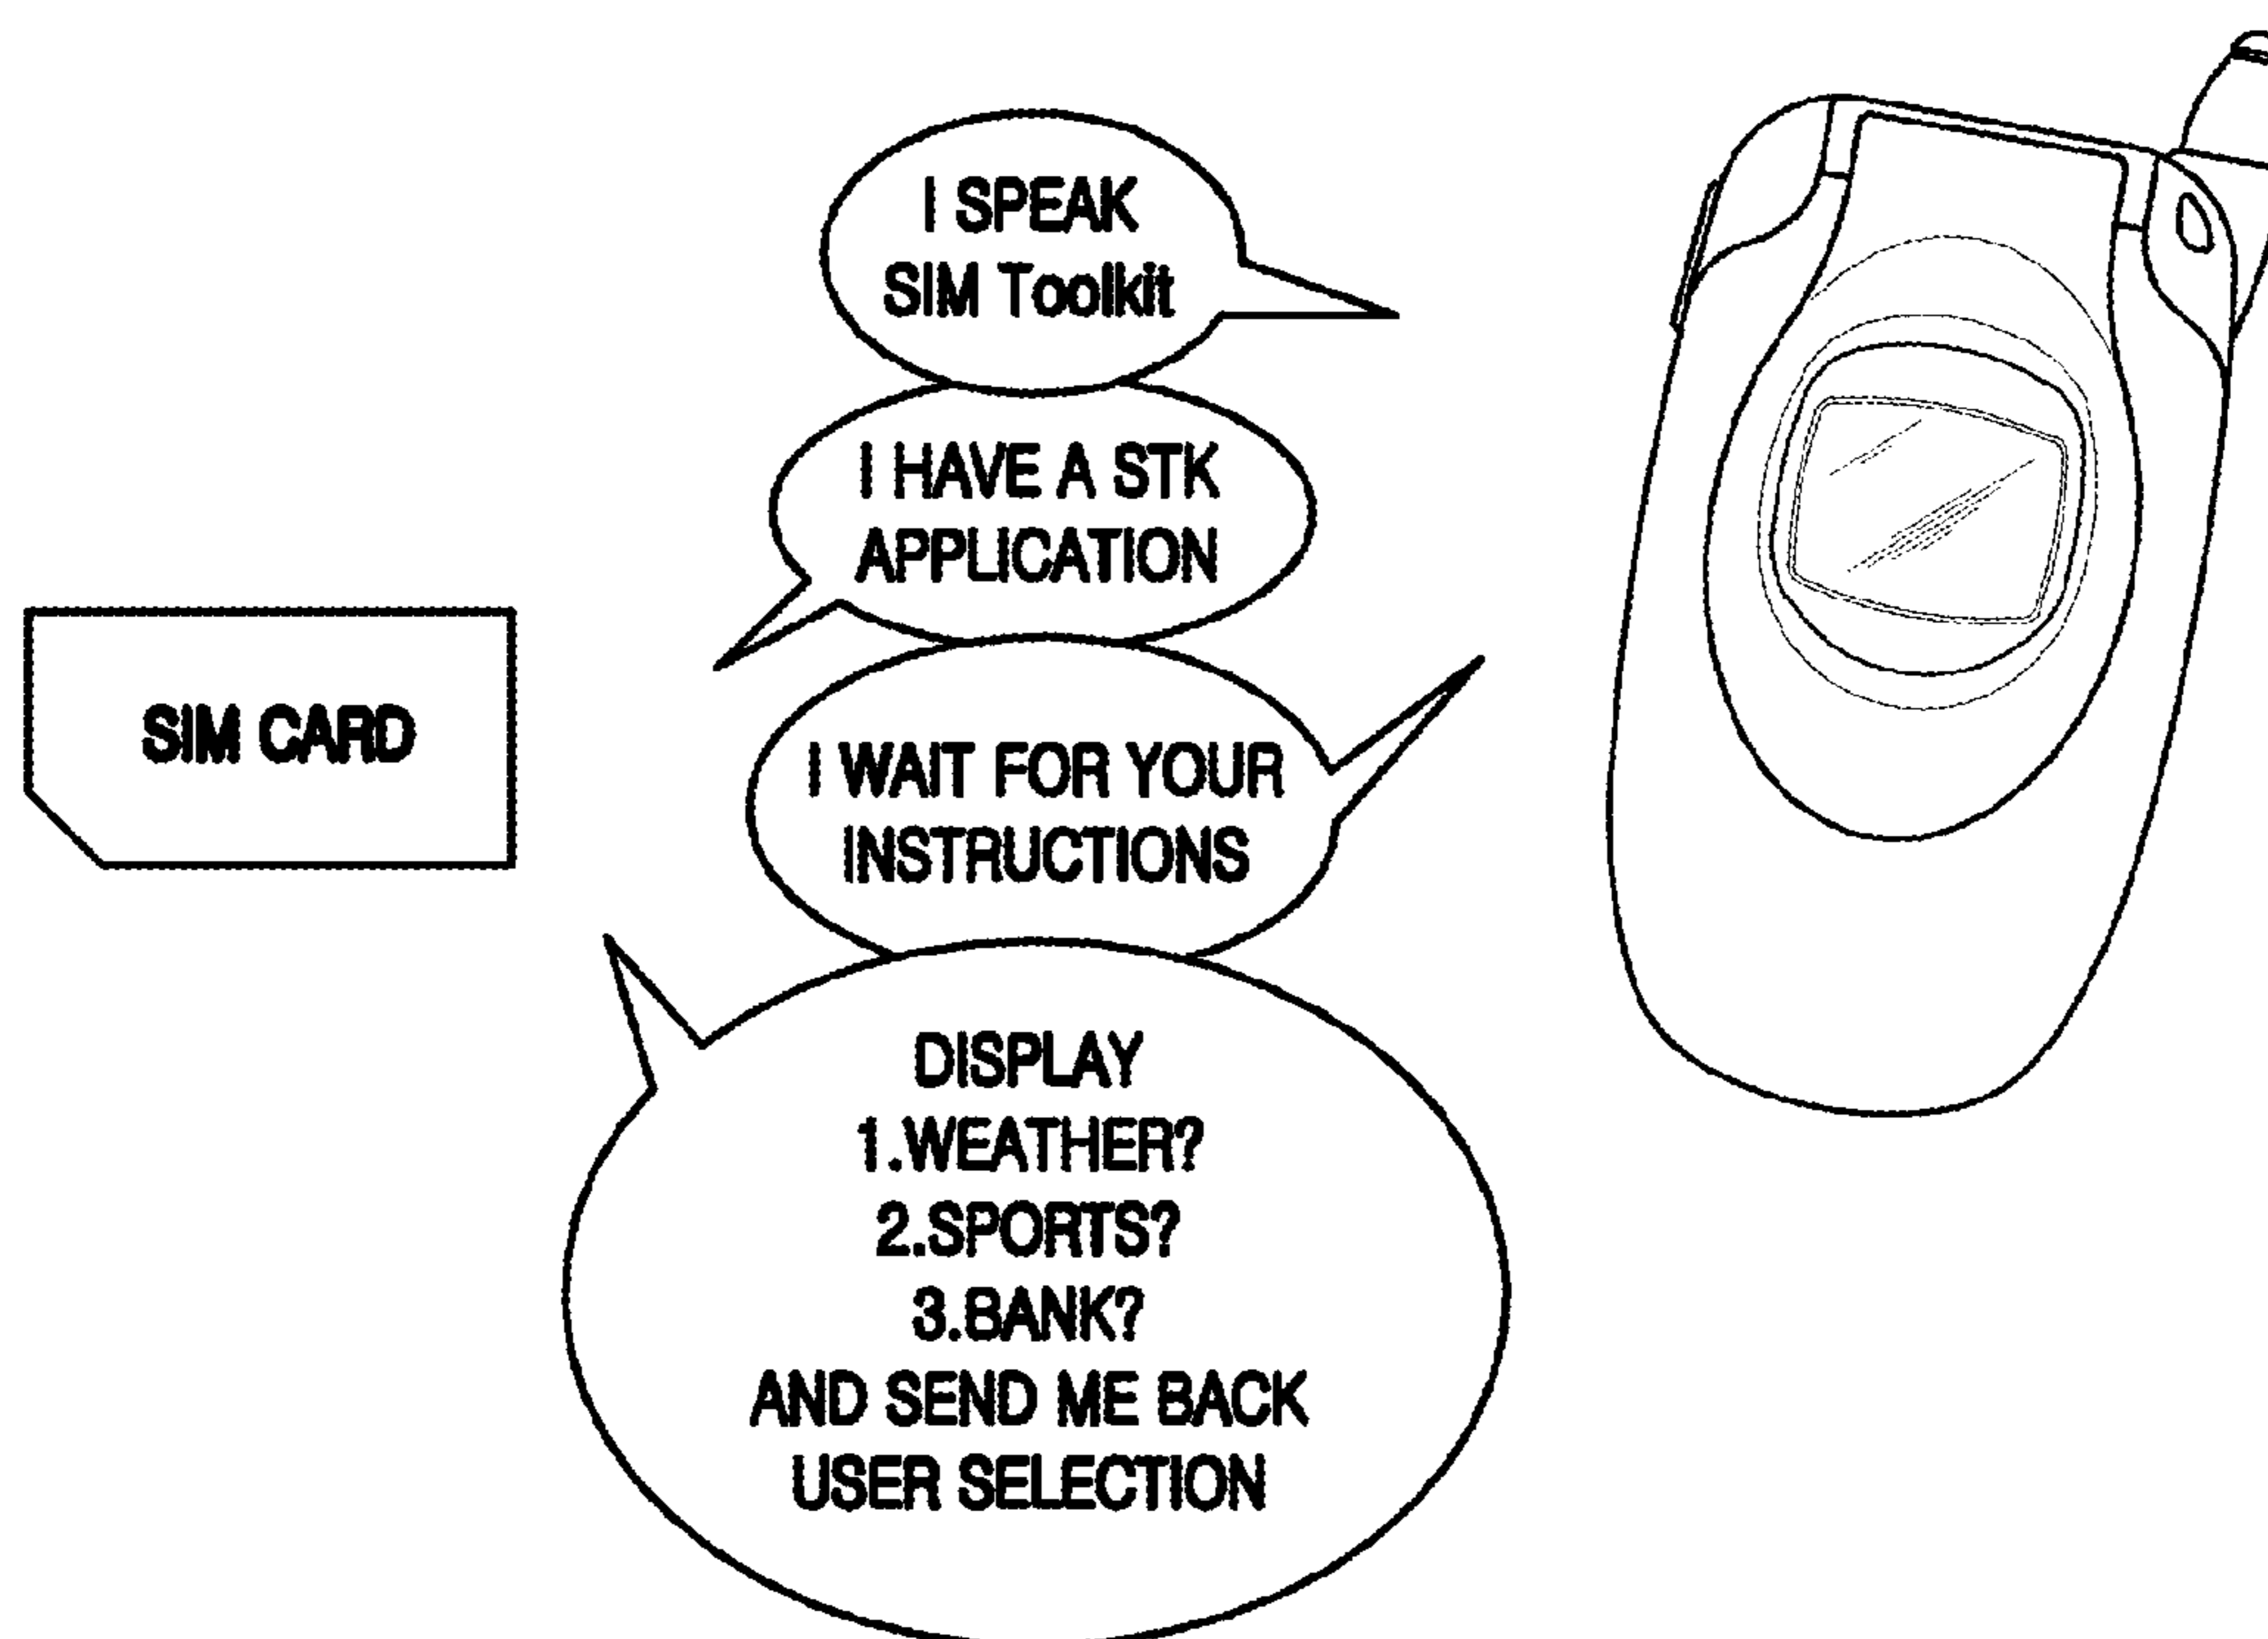 I SPEAK
SIM Toolkit
I HAVE A STK
APPLICATION
SIM CARD
I WAIT FOR YOUR
INSTRUCTIONS
DISPLAY
1.WEATHER?
2.SPORTS?
3.BANK?
AND SEND ME BACK
USER SELECTION